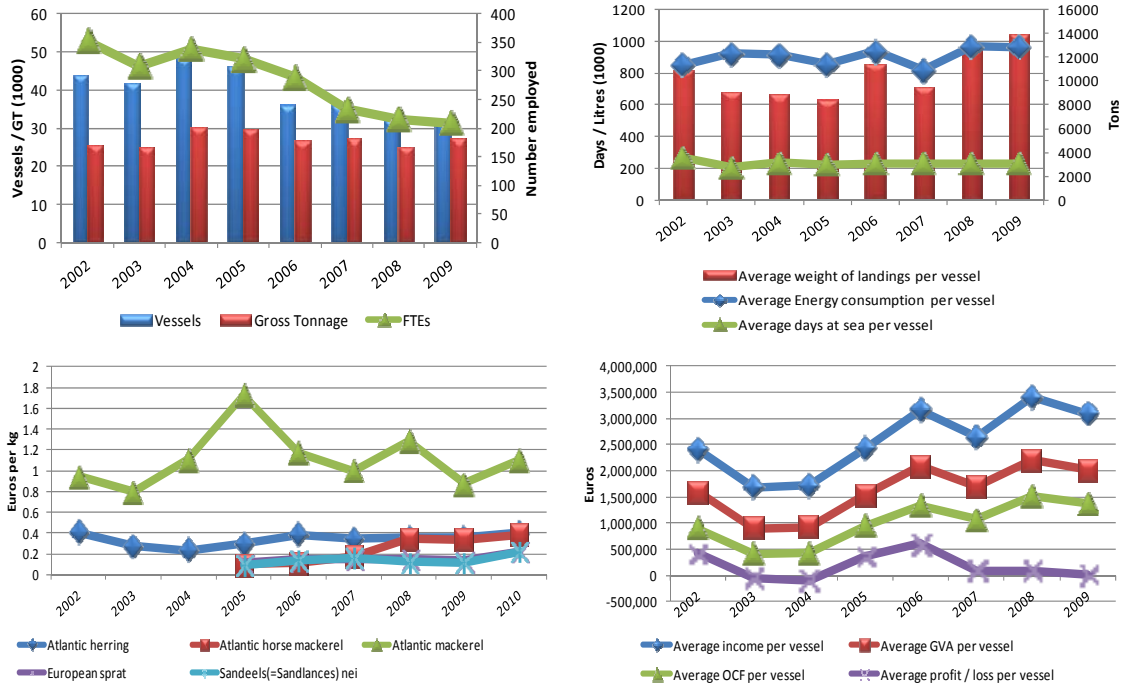 60
50
40
30
20
10
0
Vessels / GT (1000)
400
350
300
250
200
150
100
50
0
Number employed
2002 2003 2004 2005 2006 2007 2008 2009
Vessels Gross Tonnage FTEs
1200
1000
800
600
400
200
0
Days / Litres (1000)
16000
14000
12000
10000
8000
6000
4000
2000
0
Tons
2002 2003 2004 2005 2006 2007 2008 2009
Average weight of landings per vessel
Average Energy consumption per vessel
Average days at sea per vessel
2
1.8
1.6
1.4
1.2
1
0.8
0.6
0.4
0.2
0
Euros per kg
2002 2003 2004 2005 2006 2007 2008 2009 2010
Atlantic herring Atlantic horse mackerel Atlantic mackerel
European sprat Sandeels(=Sandlances) nei
4,000,000
3,500,000
3,000,000
2,500,000
2,000,000
1,500,000
1,000,000
500,000
0
-500,000
Euros
2002 2003 2004 2005 2006 2007 2008 2009
Average income per vessel Average GVA per vessel
Average OCF per vessel Average profit / loss per vessel